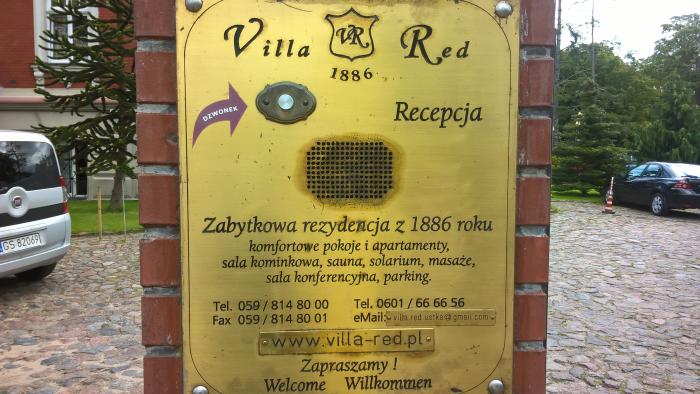 Villa VR Red
1886
DZWONEK
Recepcja
Zabytkowa rezydencja z 1886 roku
komfortowe pokoje i apartamenty,
sala kominkowa, sauna, solarium, masaże,
sala konferencyjna, parking.
Tel. 059 / 814 80 00 Tel. 0601 / 66 66 56
Fax 059 / 814 80 01 eMail: villa.red.ustka@gmail.com
www.villa-red.pl
Zapraszamy !
Welcome Willkommen
GS 82069